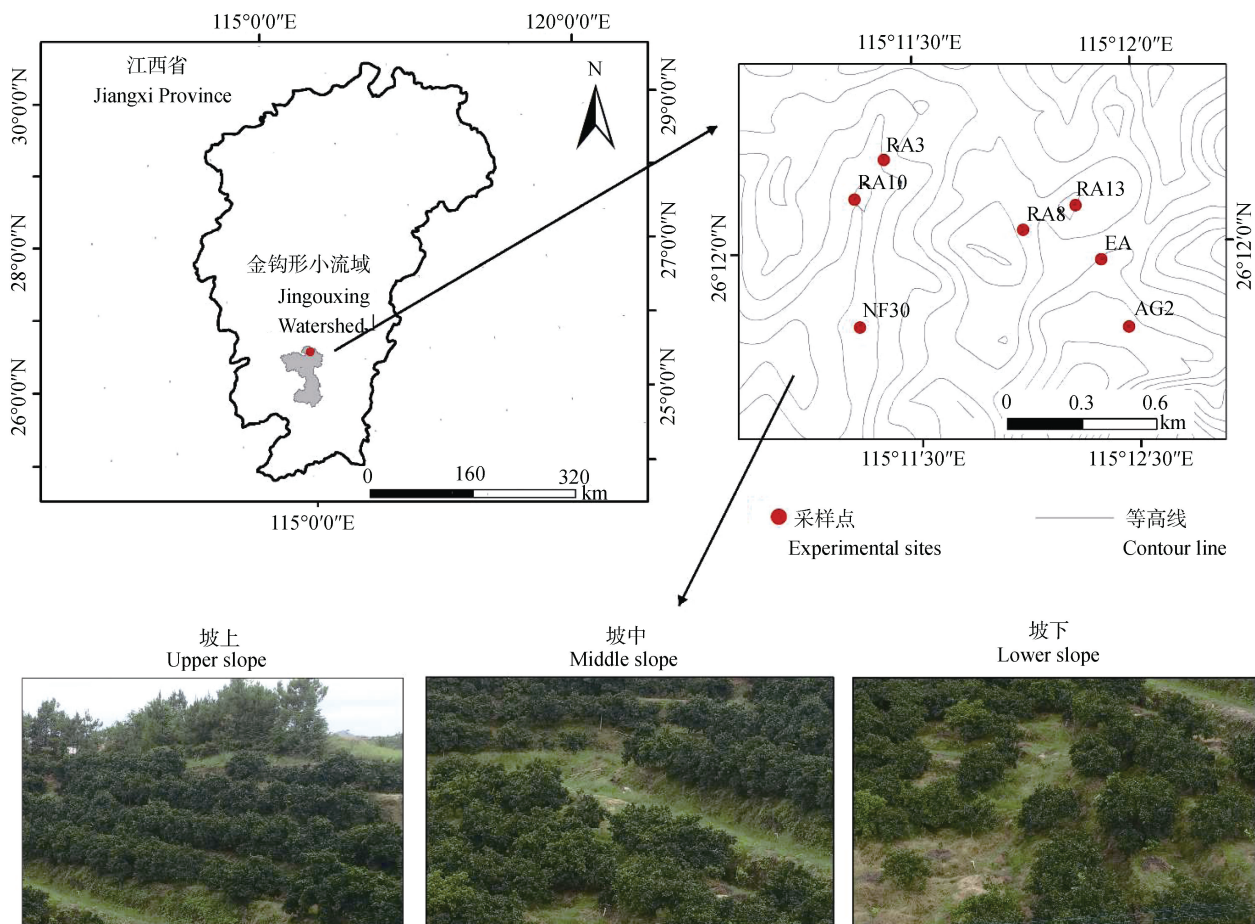 115°0′0″E
120°0′0″E
江西省
Jiangxi Province
N
30°0′0″N
28°0′0″N
26°0′0″N
29°0′0″N
27°0′0″N
25°0′0″N
金钩形小流域
Jingouxing
Watershed
0 160 320
km
115°0′0″E
115°11′30″E
115°12′0″E
RA3
RA10
RA13
RA8
EA
NF30
AG2
26°12′0″N
26°12′0″N
0 0.3 0.6
km
115°11′30″E
115°12′30″E
采样点
Experimental sites
等高线
Contour line
坡上
Upper slope
坡中
Middle slope
坡下
Lower slope